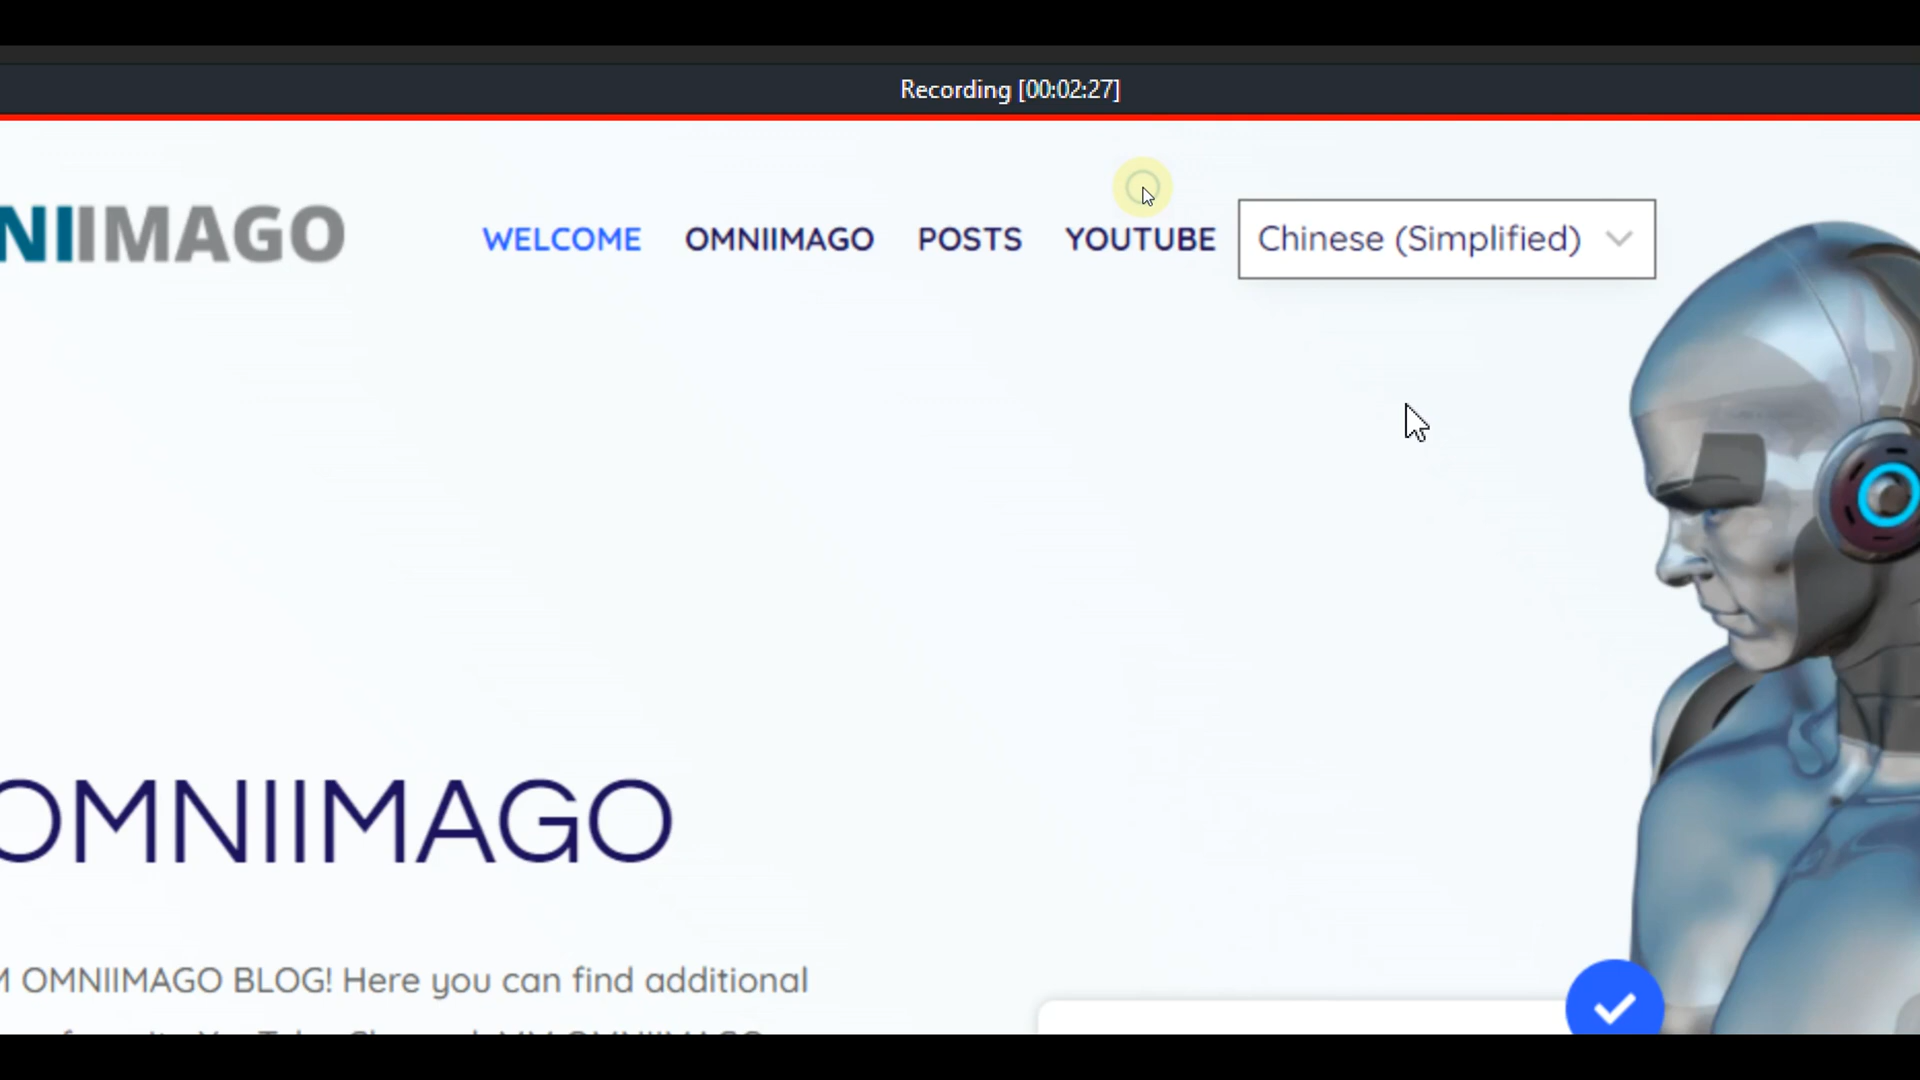 Recording [00:02:27]
NIIMAGO
WELCOME OMNIIMAGO POSTS YOUTUBE Chinese (Simplified)
OMNIIMAGO
M OMNIIMAGO BLOG! Here you can find additional